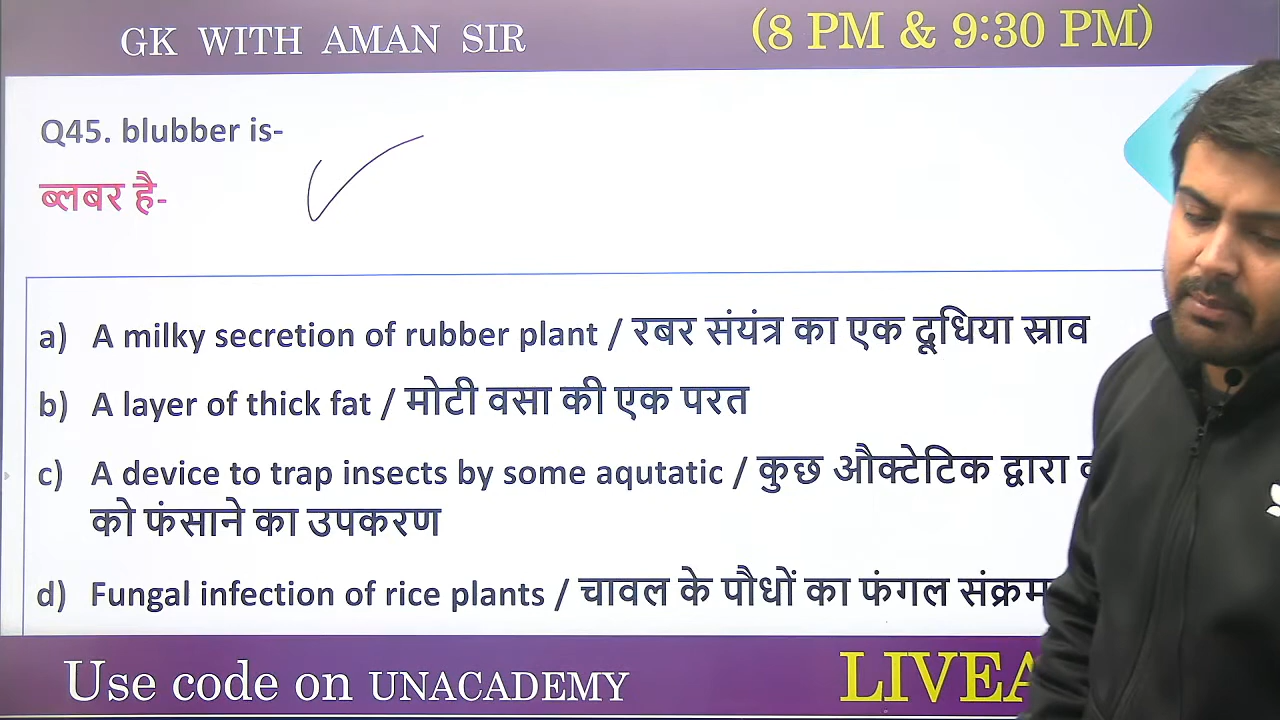 GK WITH AMAN SIR
(8 PM & 9:30 PM)
Q45. blubber is-
ब्लबर है-
a) A milky secretion of rubber plant / रबर संयंत्र का एक दूधिया स्राव
b) A layer of thick fat / मोटी वसा की एक परत
c) A device to trap insects by some aqutatic / कुछ औक्टेटिक द्वारा
को फंसाने का उपकरण
d) Fungal infection of rice plants / चावल के पौधों का फंगल
Use code on UNACADEMY